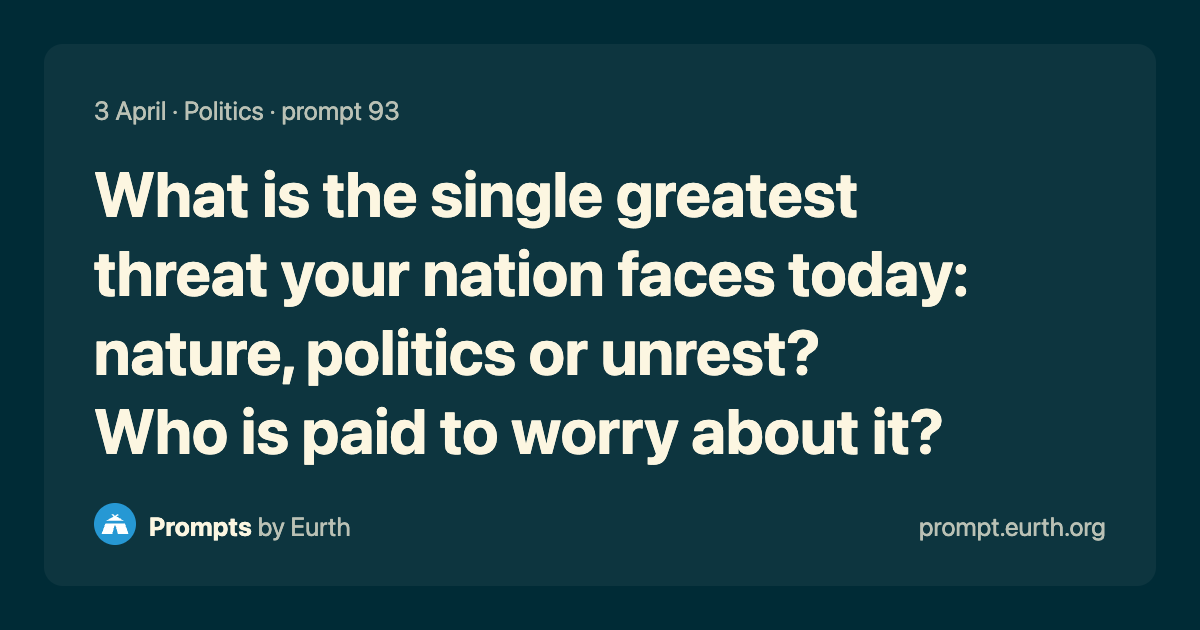 3 April · Politics · prompt 93
What is the single greatest
threat your nation faces today:
nature, politics or unrest?
Who is paid to worry about it?
Prompts by Eurth
prompt.eurth.org